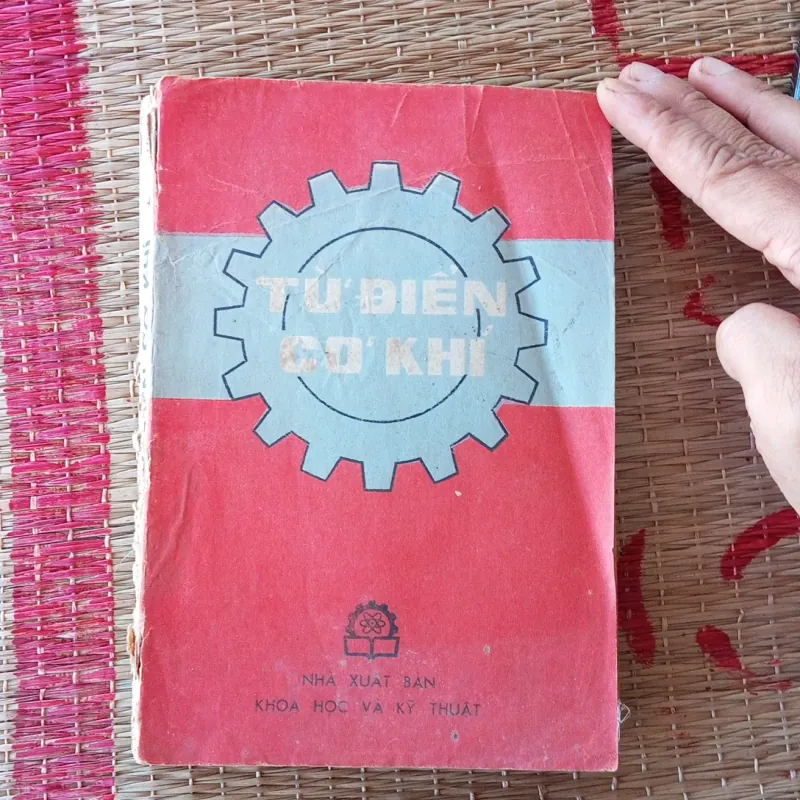 TỪ ĐIỂN
CƠ KHÍ
NHÀ XUẤT BẢN
KHOA HỌC VÀ KỸ THUẬT